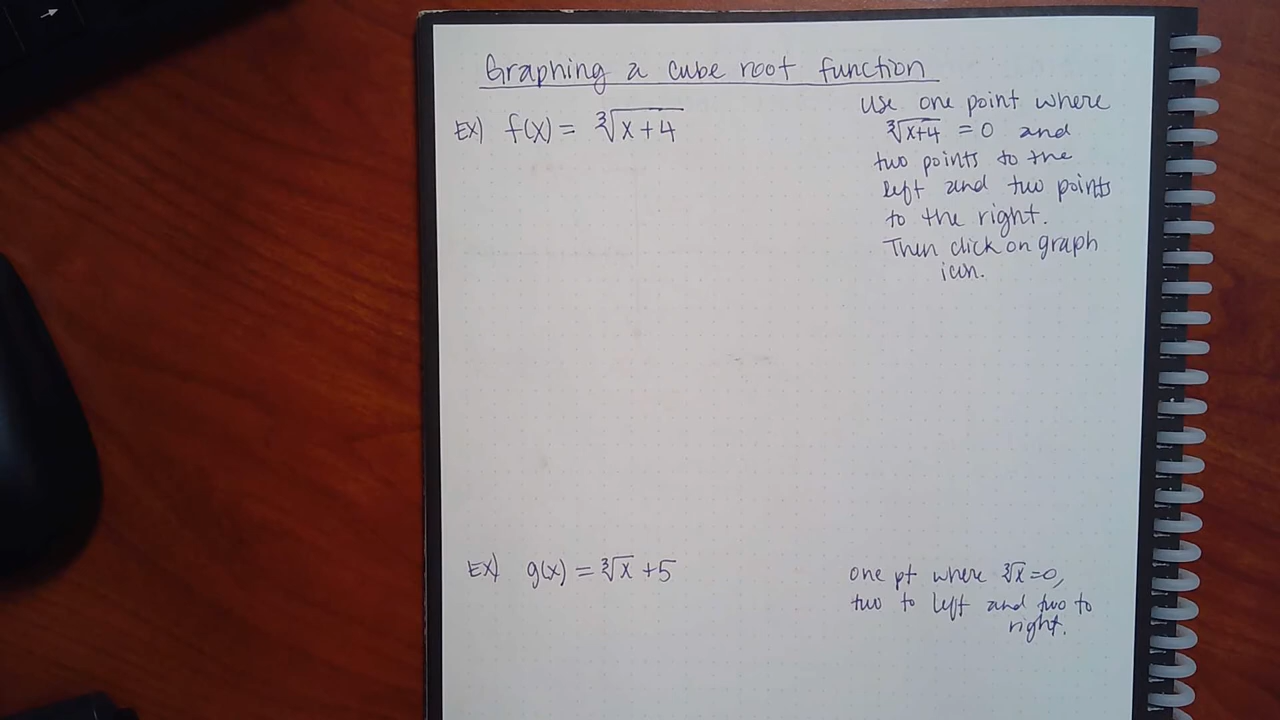 Graphing a cube root function
EX) f(x) = ∛(x+4)
Use one point where
∛(x+4) = 0 and
two points to the
left and two points
to the right.
Then click on graph
icon.
EX) g(x) = ∛x + 5
one pt where ∛x = 0,
two to left and two to
right.